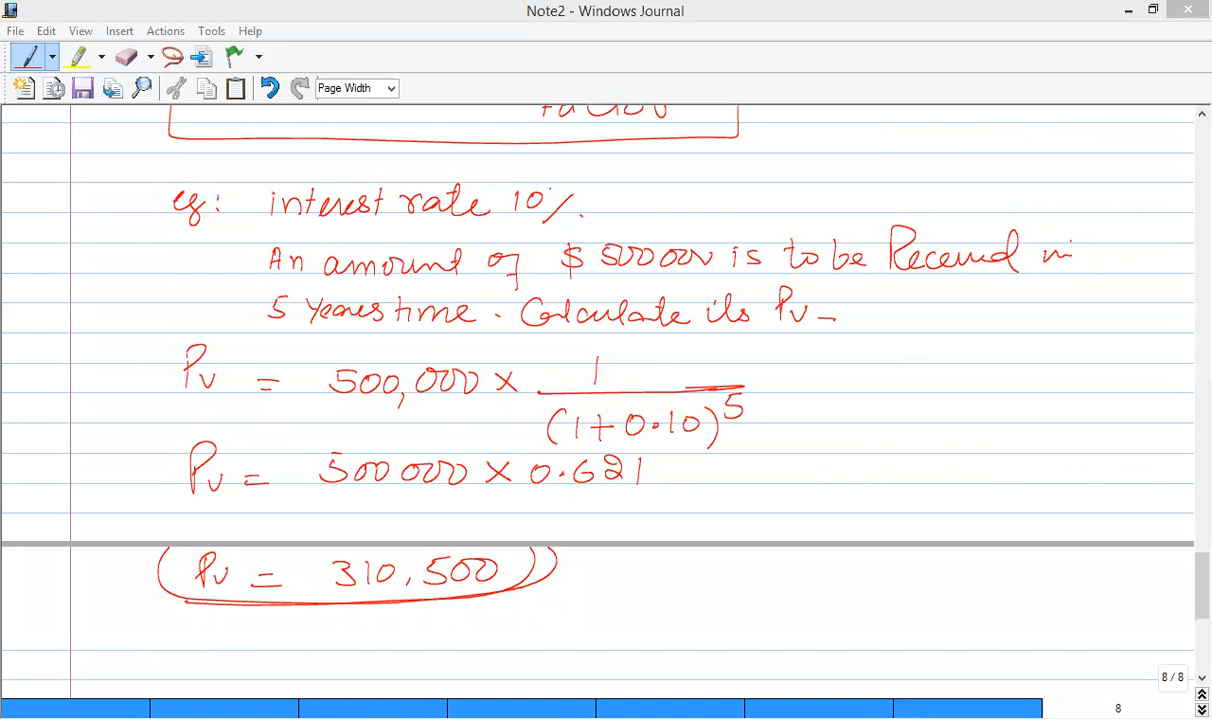 Note2 - Windows Journal
File Edit View Insert Actions Tools Help
Page Width
factor
eg: interest rate 10%.
An amount of $ 500000 is to be Received in
5 Years time. Calculate its Pv -
Pv = 500,000 × 1
(1+0.10)^5
Pv = 500000 × 0.621
Pv = 310,500
8 / 8
8